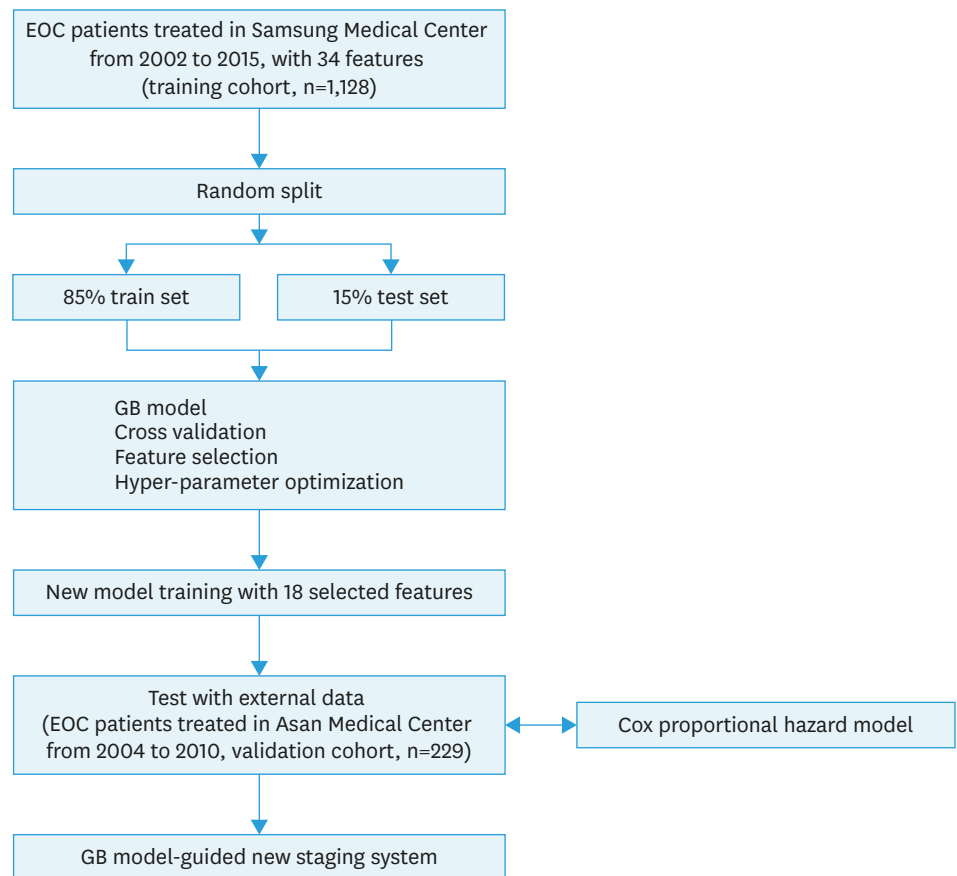 EOC patients treated in Samsung Medical Center
from 2002 to 2015, with 34 features
(training cohort, n=1,128)
Random split
85% train set
15% test set
GB model
Cross validation
Feature selection
Hyper-parameter optimization
New model training with 18 selected features
Test with external data
(EOC patients treated in Asan Medical Center
from 2004 to 2010, validation cohort, n=229)
Cox proportional hazard model
GB model-guided new staging system